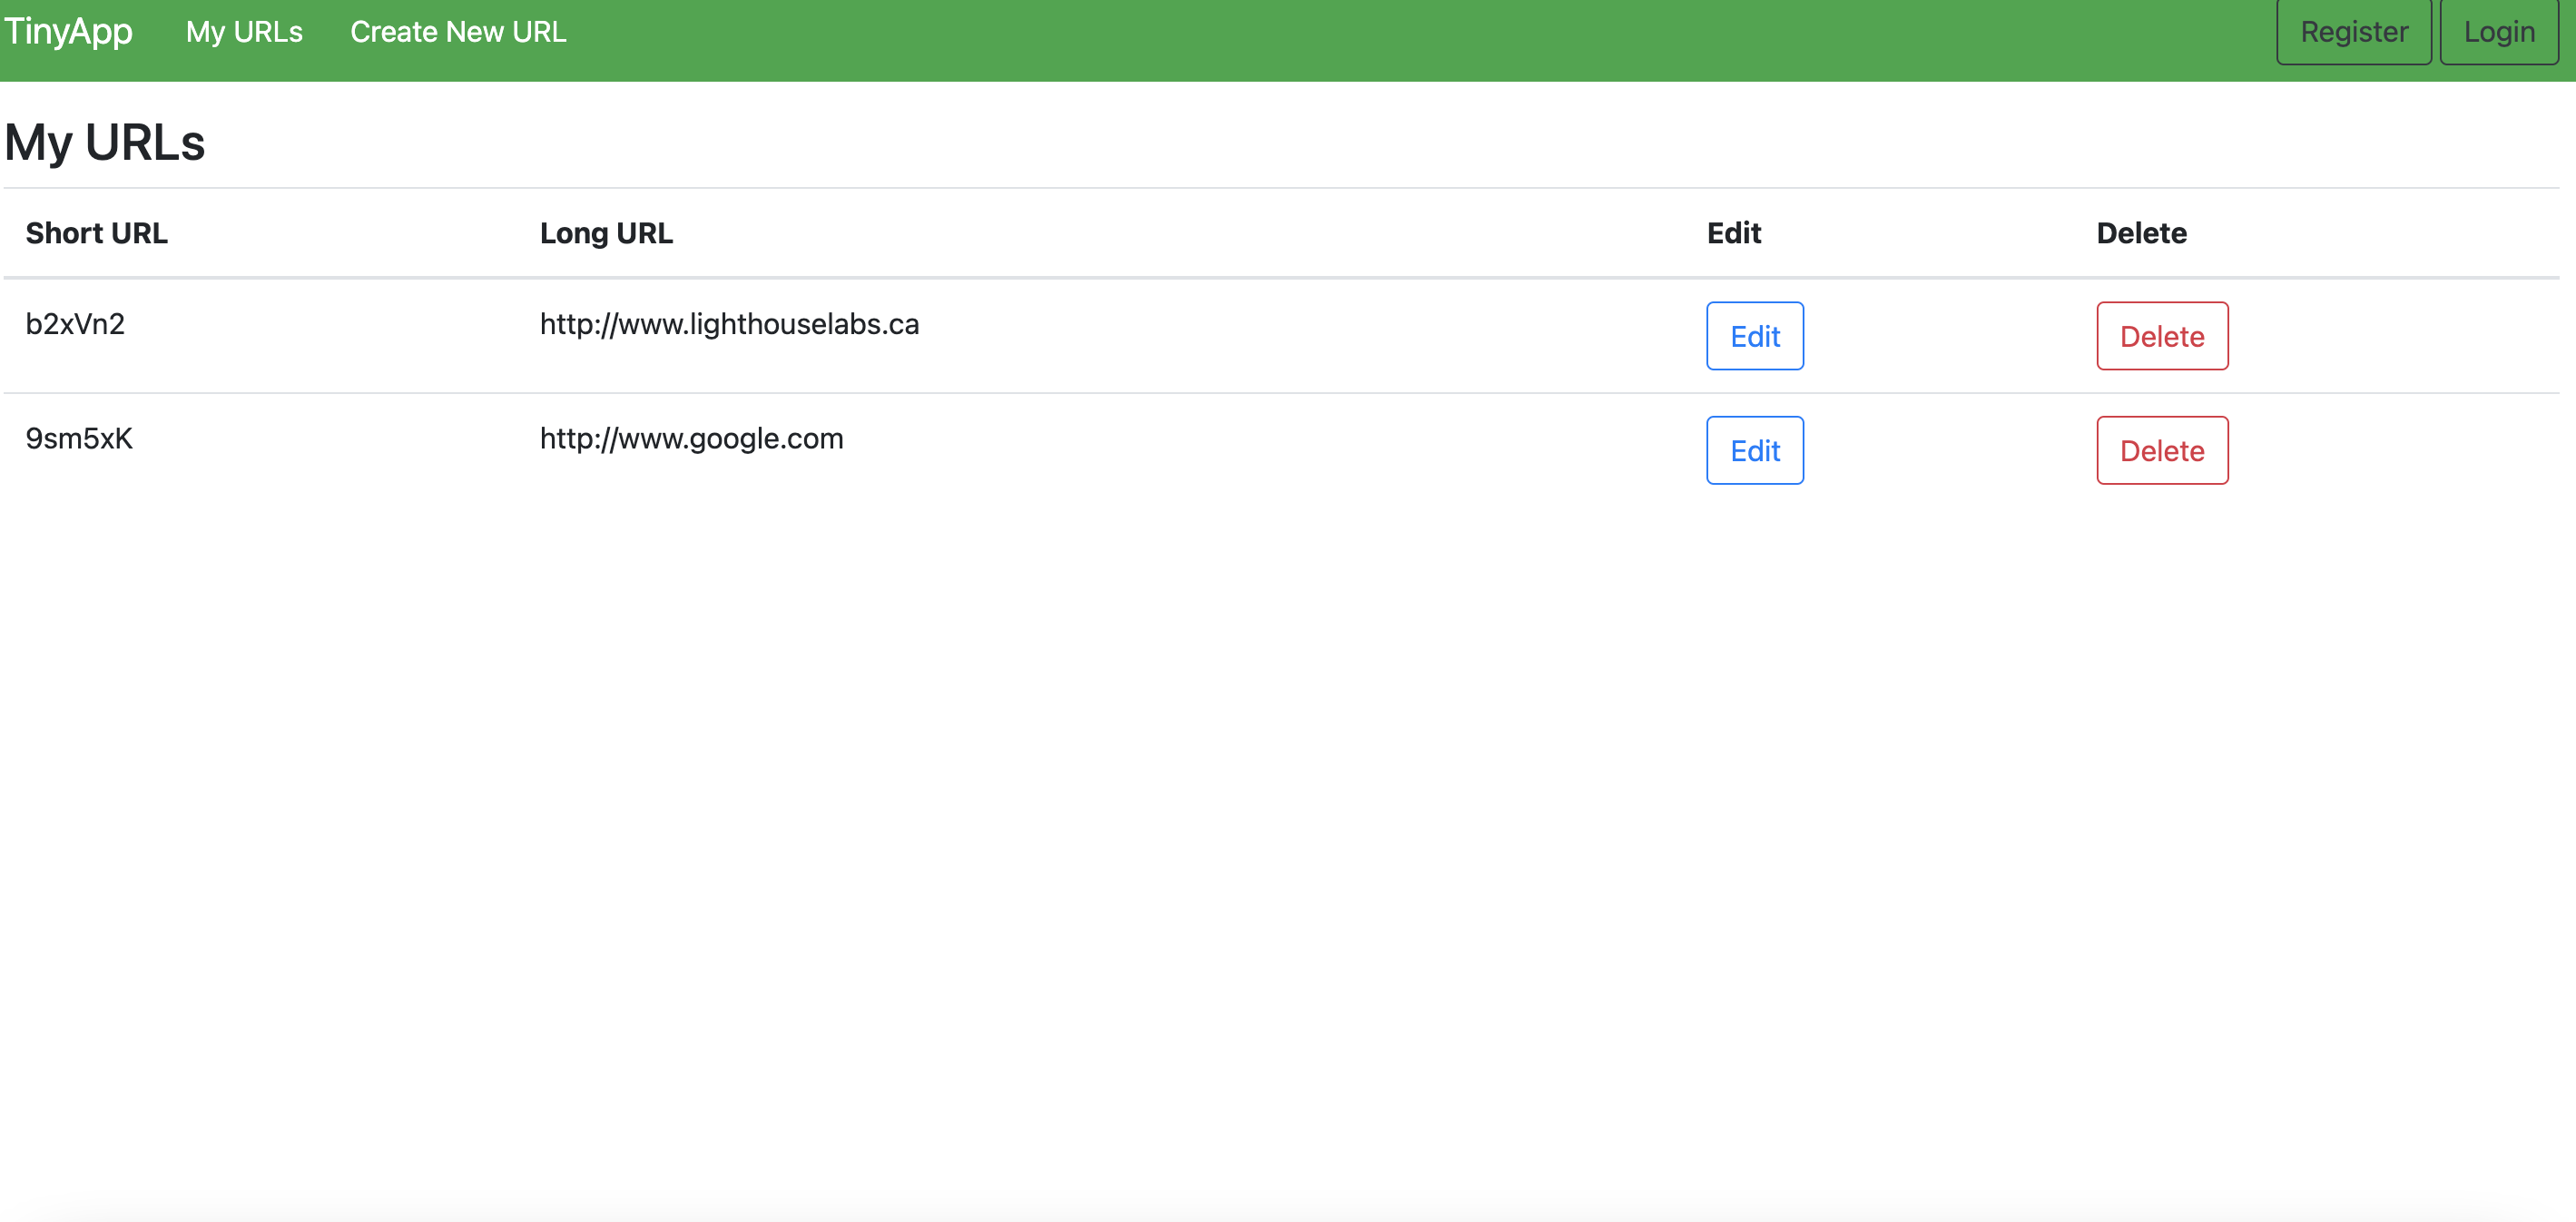 TinyApp My URLs Create New URL Register Login
My URLs
Short URL Long URL Edit Delete
b2xVn2 http://www.lighthouselabs.ca Edit Delete
9sm5xK http://www.google.com Edit Delete